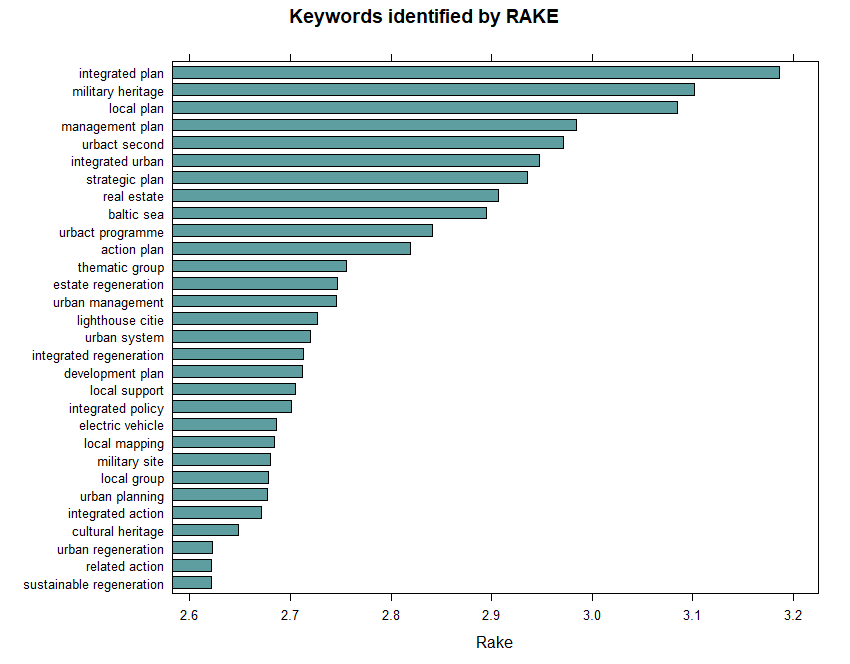 Keywords identified by RAKE
integrated plan
military heritage
local plan
management plan
urbact second
integrated urban
strategic plan
real estate
baltic sea
urbact programme
action plan
thematic group
estate regeneration
urban management
lighthouse citie
urban system
integrated regeneration
development plan
local support
integrated policy
electric vehicle
local mapping
military site
local group
urban planning
integrated action
cultural heritage
urban regeneration
related action
sustainable regeneration
2.6 2.7 2.8 2.9 3.0 3.1 3.2
Rake